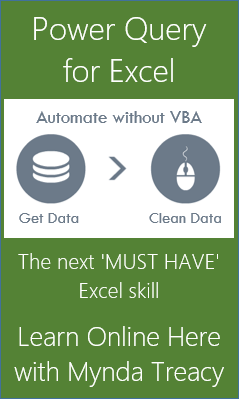 Power Query
for Excel
Automate without VBA
Get Data
Clean Data
The next 'MUST HAVE'
Excel skill
Learn Online Here
with Mynda Treacy